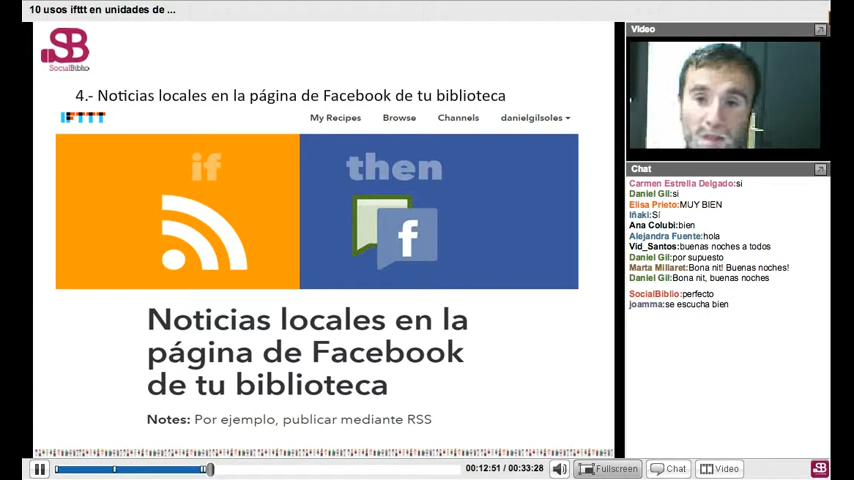 10 usos ifttt en unidades de ...
SB
SocialBiblio
4.- Noticias locales en la página de Facebook de tu biblioteca
IFTTT
My Recipes Browse Channels danielgilsoles
if then
f
Noticias locales en la
página de Facebook
de tu biblioteca
Notes: Por ejemplo, publicar mediante RSS
Video
Chat
Carmen Estrella Delgado:si
Daniel Gil:si
Elisa Prieto:MUY BIEN
Iñaki:Sí
Ana Colubi:bien
Alejandra Fuente:hola
Vid_Santos:buenas noches a todos
Daniel Gil:por supuesto
Marta Millaret:Bona nit! Buenas noches!
Daniel Gil:Bona nit, buenas noches
SocialBiblio:perfecto
joamma:se escucha bien
00:12:51 / 00:33:28
Fullscreen
Chat
Video
SB